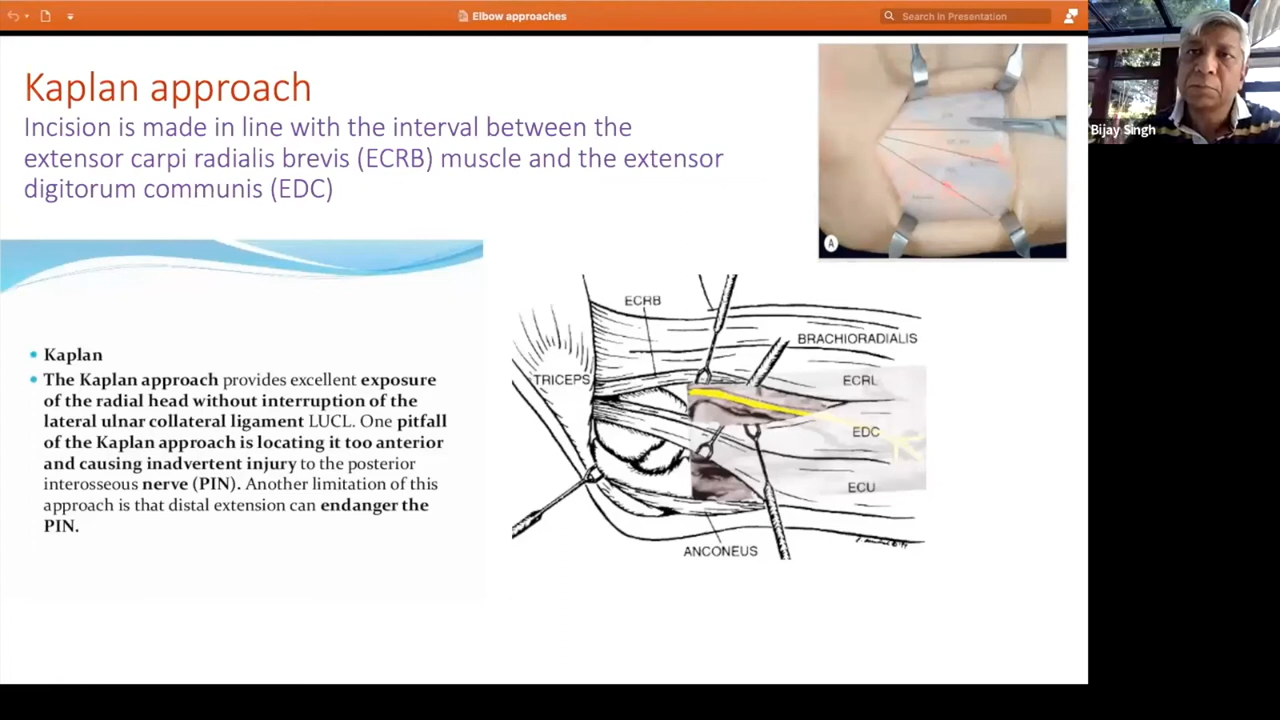 Elbow approaches
Search in Presentation
Kaplan approach
Incision is made in line with the interval between the
extensor carpi radialis brevis (ECRB) muscle and the extensor
digitorum communis (EDC)
A
Bijay Singh
Kaplan
The Kaplan approach provides excellent exposure
of the radial head without interruption of the
lateral ulnar collateral ligament LUCL. One pitfall
of the Kaplan approach is locating it too anterior
and causing inadvertent injury to the posterior
interosseous nerve (PIN). Another limitation of this
approach is that distal extension can endanger the
PIN.
ECRB
BRACHIORADIALIS
TRICEPS
ECRL
EDC
ECU
ANCONEUS